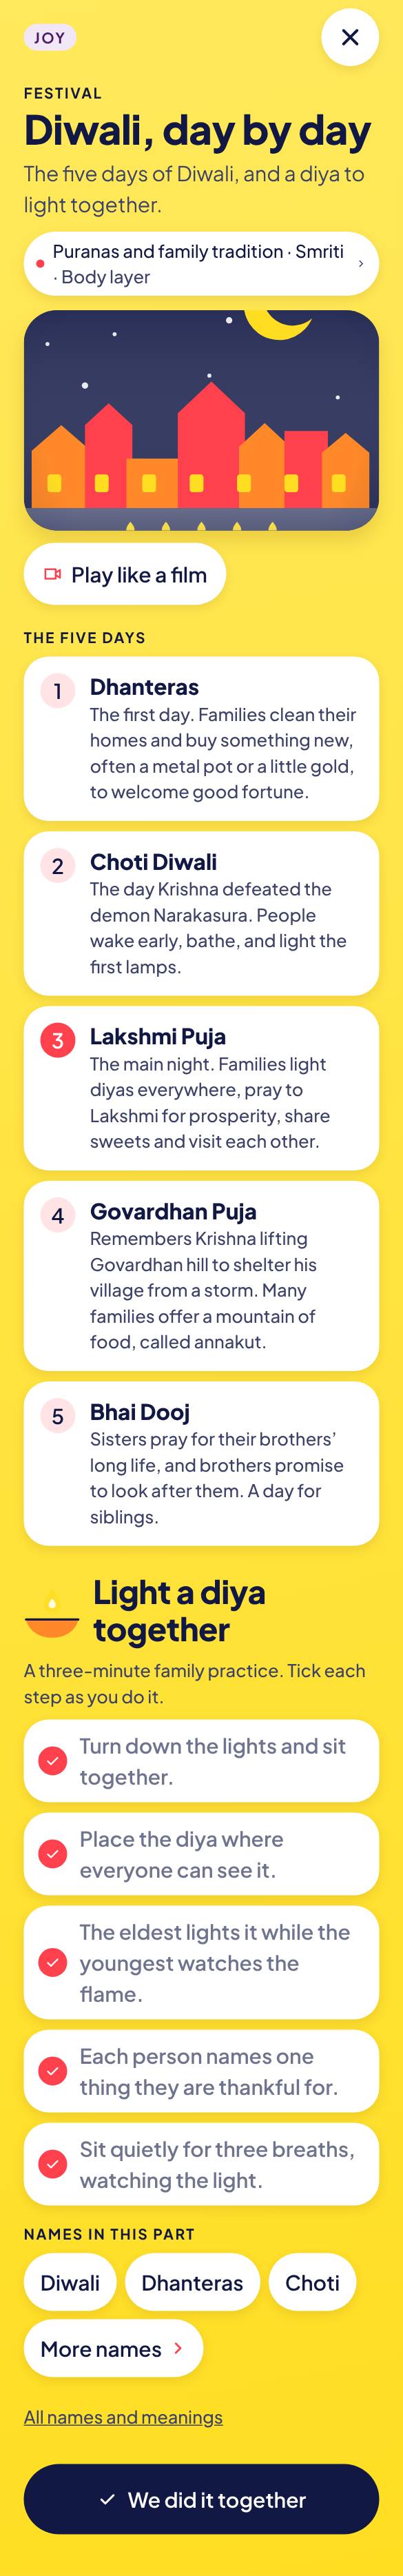 JOY
FESTIVAL
Diwali, day by day
The five days of Diwali, and a diya to
light together.
Puranas and family tradition · Smriti
· Body layer
Play like a film
THE FIVE DAYS
1
Dhanteras
The first day. Families clean their
homes and buy something new,
often a metal pot or a little gold,
to welcome good fortune.
2
Choti Diwali
The day Krishna defeated the
demon Narakasura. People
wake early, bathe, and light the
first lamps.
3
Lakshmi Puja
The main night. Families light
diyas everywhere, pray to
Lakshmi for prosperity, share
sweets and visit each other.
4
Govardhan Puja
Remembers Krishna lifting
Govardhan hill to shelter his
village from a storm. Many
families offer a mountain of
food, called annakut.
5
Bhai Dooj
Sisters pray for their brothers’
long life, and brothers promise
to look after them. A day for
siblings.
Light a diya
together
A three-minute family practice. Tick each
step as you do it.
Turn down the lights and sit
together.
Place the diya where
everyone can see it.
The eldest lights it while the
youngest watches the
flame.
Each person names one
thing they are thankful for.
Sit quietly for three breaths,
watching the light.
NAMES IN THIS PART
Diwali Dhanteras Choti
More names
All names and meanings
We did it together